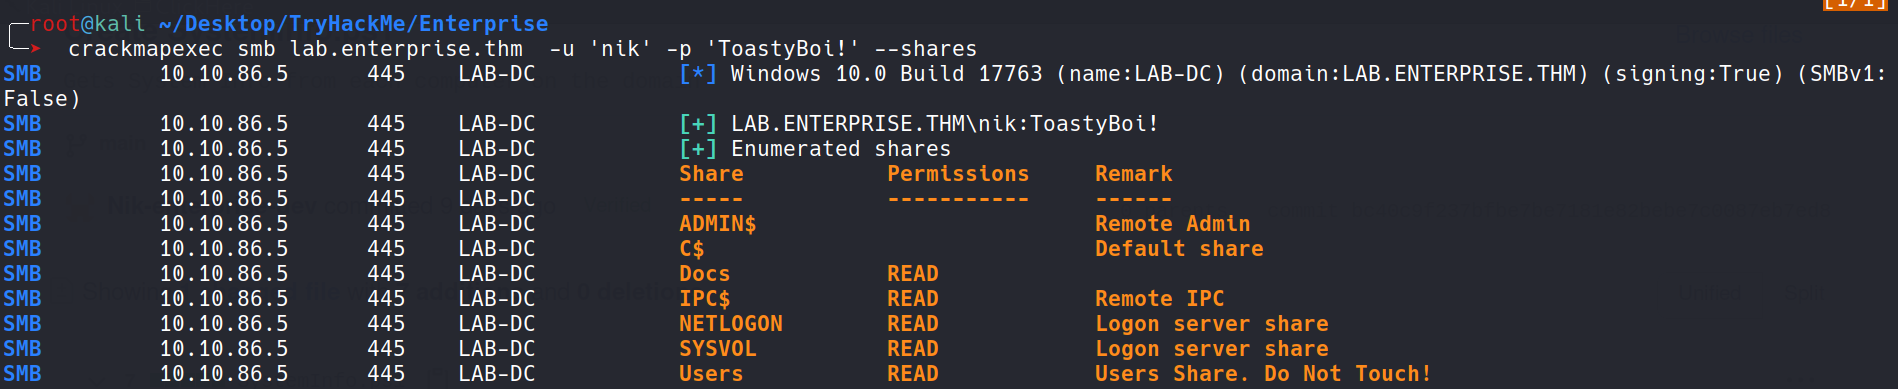 [1/1]
root@kali ~/Desktop/TryHackMe/Enterprise
crackmapexec smb lab.enterprise.thm  -u 'nik' -p 'ToastyBoi!' --shares
SMB         10.10.86.5      445    LAB-DC           [*] Windows 10.0 Build 17763 (name:LAB-DC) (domain:LAB.ENTERPRISE.THM) (signing:True) (SMBv1:
False)
SMB         10.10.86.5      445    LAB-DC           [+] LAB.ENTERPRISE.THM\nik:ToastyBoi!
SMB         10.10.86.5      445    LAB-DC           [+] Enumerated shares
SMB         10.10.86.5      445    LAB-DC           Share           Permissions     Remark
SMB         10.10.86.5      445    LAB-DC           -----           -----------     ------
SMB         10.10.86.5      445    LAB-DC           ADMIN$                          Remote Admin
SMB         10.10.86.5      445    LAB-DC           C$                              Default share
SMB         10.10.86.5      445    LAB-DC           Docs            READ
SMB         10.10.86.5      445    LAB-DC           IPC$            READ            Remote IPC
SMB         10.10.86.5      445    LAB-DC           NETLOGON        READ            Logon server share
SMB         10.10.86.5      445    LAB-DC           SYSVOL          READ            Logon server share
SMB         10.10.86.5      445    LAB-DC           Users           READ            Users Share. Do Not Touch!